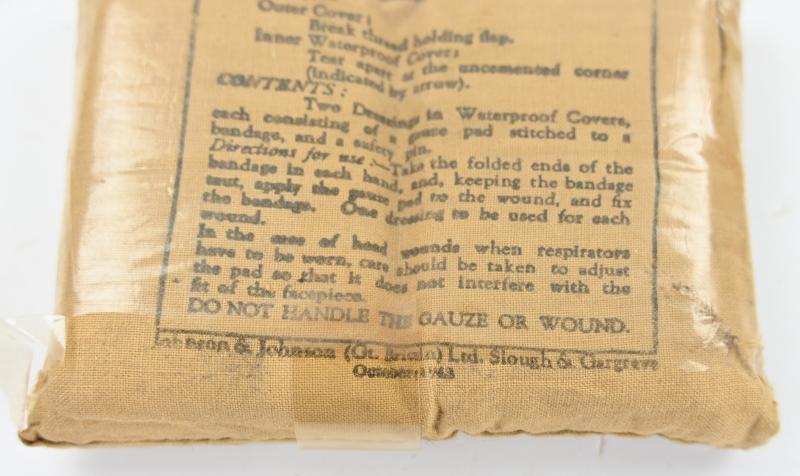 Outer Cover:
Break thread holding flap.
Inner Waterproof Cover:
Tear apart at the uncemented corner
(indicated by arrow).
CONTENTS:
Two Dressings in Waterproof Covers,
each consisting of a gauze pad stitched to a
bandage, and a safety pin.
Directions for use:—Take the folded ends of the
bandage in each hand, and, keeping the bandage
taut, apply the gauze pad to the wound, and fix
the bandage. One dressing to be used for each
wound.
In the case of head wounds when respirators
have to be worn, care should be taken to adjust
the pad so that it does not interfere with the
fit of the facepiece.
DO NOT HANDLE THE GAUZE OR WOUND.
Johnson & Johnson (Gt. Britain) Ltd. Slough & Gargrave
October